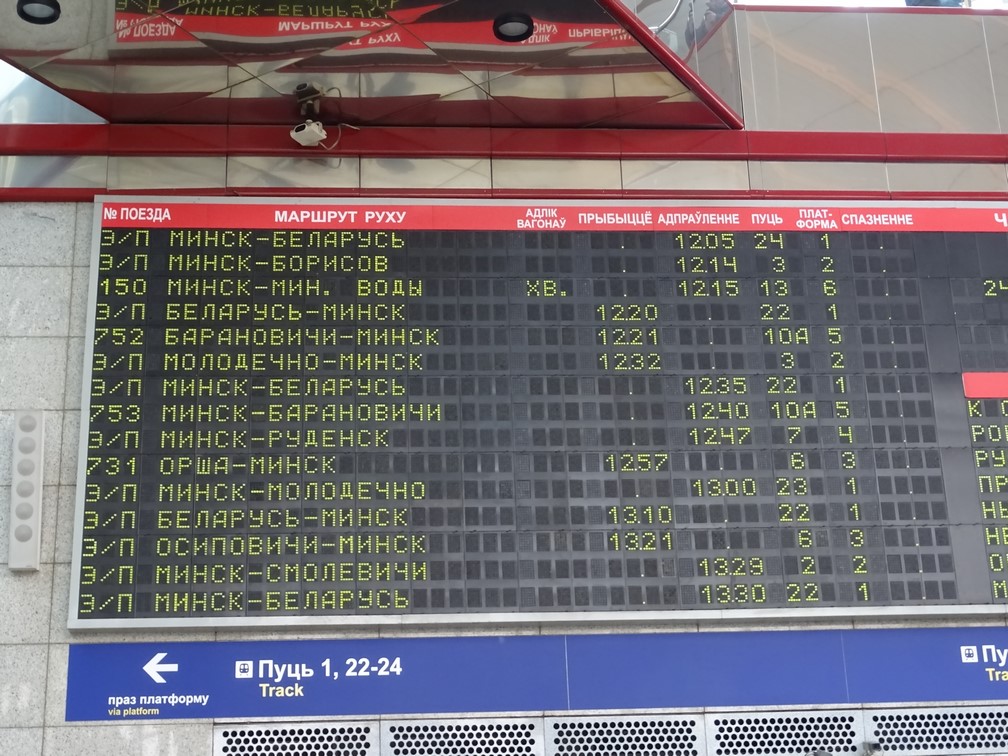 № ПОЕЗДА МАРШРУТ РУХУ АДЛІК ВАГОНАЎ ПРЫБЫЦЦЁ АДПРАЎЛЕННЕ ПУЦЬ ПЛАТ-ФОРМА СПАЗНЕННЕ Ч
Э/П МИНСК-БЕЛАРУСЬ 12.05 24 1
Э/П МИНСК-БОРИСОВ 12.14 3 2
150 МИНСК-МИН. ВОДЫ ХВ. 12.15 13 6
Э/П БЕЛАРУСЬ-МИНСК 12.20 22 1
752 БАРАНОВИЧИ-МИНСК 12.21 10А 5
Э/П МОЛОДЕЧНО-МИНСК 12.32 3 2
Э/П МИНСК-БЕЛАРУСЬ 12.35 22 1
753 МИНСК-БАРАНОВИЧИ 12.40 10А 5
Э/П МИНСК-РУДЕНСК 12.47 7 4
731 ОРША-МИНСК 12.57 6 3
Э/П МИНСК-МОЛОДЕЧНО 13.00 23 1
Э/П БЕЛАРУСЬ-МИНСК 13.10 22 1
Э/П ОСИПОВИЧИ-МИНСК 13.21 6 3
Э/П МИНСК-СМОЛЕВИЧИ 13.29 2 2
Э/П МИНСК-БЕЛАРУСЬ 13.30 22 1
праз платформу
via platform
Пуць 1, 22-24
Track